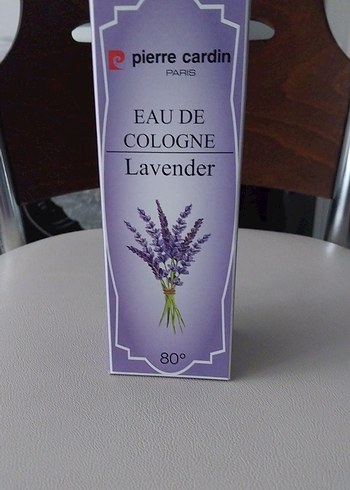 pierre cardin
PARIS
EAU DE
COLOGNE
Lavender
80°